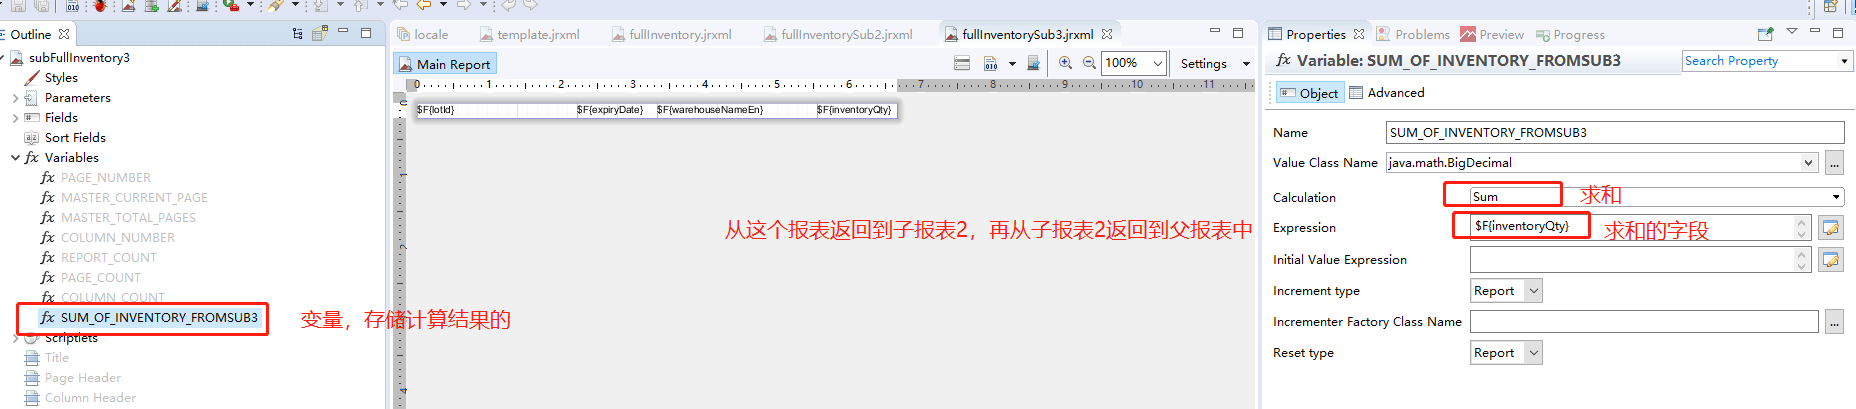 Outline
subFullInventory3
Styles
Parameters
Fields
Sort Fields
Variables
PAGE_NUMBER
MASTER_CURRENT_PAGE
MASTER_TOTAL_PAGES
COLUMN_NUMBER
REPORT_COUNT
PAGE_COUNT
COLUMN_COUNT
SUM_OF_INVENTORY_FROMSUB3
变量，存储计算结果的
Scriptlets
Title
Page Header
Column Header
locale template.jrxml fullInventory.jrxml fullInventorySub2.jrxml fullInventorySub3.jrxml
Main Report 100% Settings
0 1 2 3 4 5 6 7 8 9 10 11
$F{lotId} $F{expiryDate} $F{warehouseNameEn} $F{inventoryQty}
从这个报表返回到子报表2，再从子报表2返回到父报表中
Properties Problems Preview Progress
Variable: SUM_OF_INVENTORY_FROMSUB3 Search Property
Object Advanced
Name SUM_OF_INVENTORY_FROMSUB3
Value Class Name java.math.BigDecimal ...
Calculation Sum 求和
Expression $F{inventoryQty} 求和的字段
Initial Value Expression
Increment type Report
Incrementer Factory Class Name ...
Reset type Report